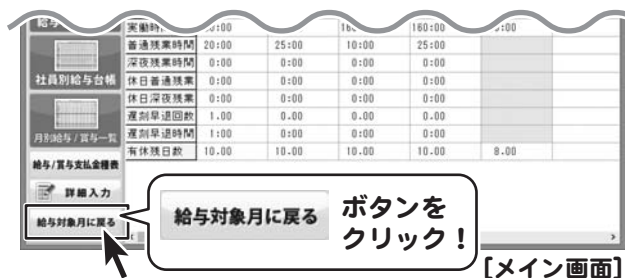 給与
社員別給与台帳
月別給与/賞与一覧
給与/賞与支払金種表
詳細入力
給与対象月に戻る
実働時 160:00
普通残業時間 20:00 25:00 10:00 25:00
深夜残業時間 0:00 0:00 0:00 0:00
休日普通残業 0:00 0:00 0:00 0:00
休日深夜残業 0:00 0:00 0:00 0:00
遅刻早退回数 1.00 0.00 0.00 0.00
遅刻早退時間 1:00 0:00 0:00 0:00
有休残日数 10.00 10.00 10.00 10.00 8.00
給与対象月に戻る
ボタンを
クリック!
[メイン画面]